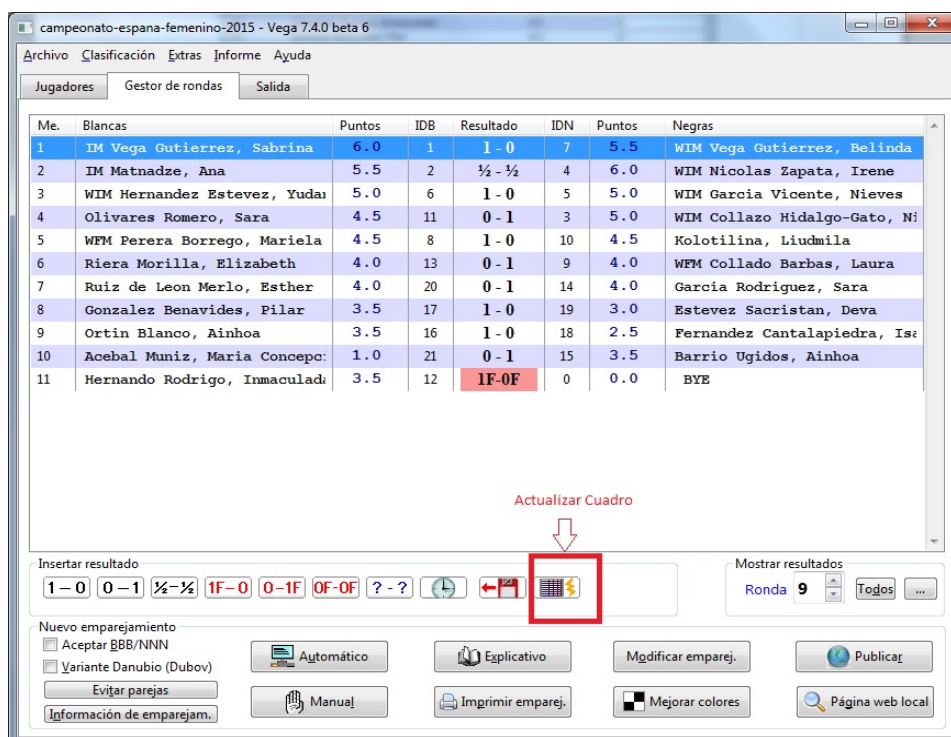 campeonato-espana-femenino-2015 - Vega 7.4.0 beta 6
Archivo Clasificación Extras Informe Ayuda
Jugadores Gestor de rondas Salida
Me. Blancas Puntos IDB Resultado IDN Puntos Negras
1 IM Vega Gutierrez, Sabrina 6.0 1 1 - 0 7 5.5 WIM Vega Gutierrez, Belinda
2 IM Matnadze, Ana 5.5 2 ½ - ½ 4 6.0 WIM Nicolas Zapata, Irene
3 WIM Hernandez Estevez, Yudan 5.0 6 1 - 0 5 5.0 WIM Garcia Vicente, Nieves
4 Olivares Romero, Sara 4.5 11 0 - 1 3 5.0 WIM Collazo Hidalgo-Gato, Ni
5 WFM Perera Borrego, Mariela 4.5 8 1 - 0 10 4.5 Kolotilina, Liudmila
6 Riera Morilla, Elizabeth 4.0 13 0 - 1 9 4.0 WFM Collado Barbas, Laura
7 Ruiz de Leon Merlo, Esther 4.0 20 0 - 1 14 4.0 Garcia Rodriguez, Sara
8 Gonzalez Benavides, Pilar 3.5 17 1 - 0 19 3.0 Estevez Sacristan, Deva
9 Ortin Blanco, Ainhoa 3.5 16 1 - 0 18 2.5 Fernandez Cantalapiedra, Isa
10 Acebal Muniz, Maria Concepc 1.0 21 0 - 1 15 3.5 Barrio Ugidos, Ainhoa
11 Hernando Rodrigo, Inmaculada 3.5 12 1F-0F 0 0.0 BYE
Actualizar Cuadro
Insertar resultado Mostrar resultados
1 – 0 0 – 1 ½–½ 1F – 0 0 – 1F 0F - 0F ? - ? Ronda 9 Todos ...
Nuevo emparejamiento
Aceptar BBB/NNN
Variante Danubio (Dubov)
Evitar parejas
Información de emparejam.
Automático Explicativo Modificar emparej. Publicar
Manual Imprimir emparej. Mejorar colores Página web local